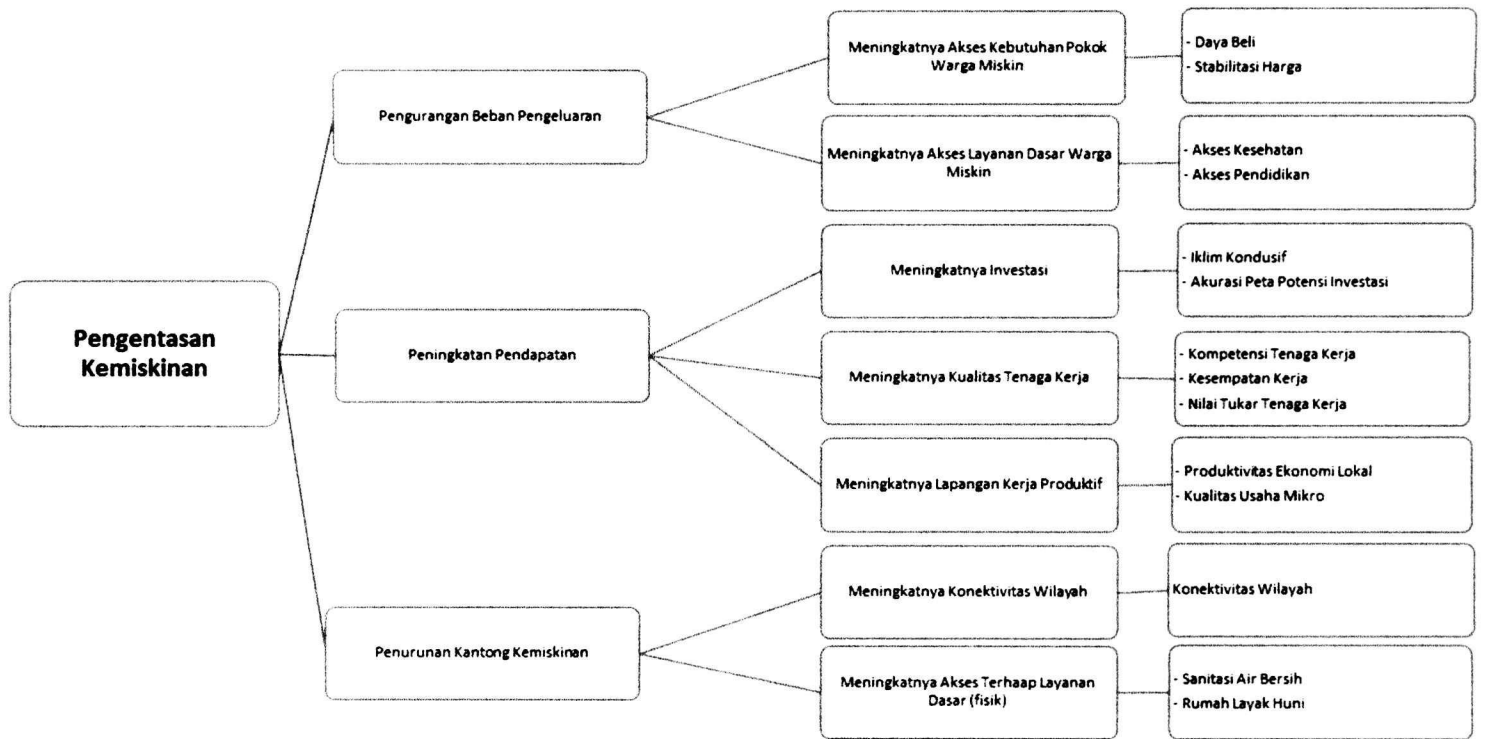 Pengentasan
Kemiskinan
Pengurangan Beban Pengeluaran
Meningkatnya Akses Kebutuhan Pokok
Warga Miskin
- Daya Beli
- Stabilitasi Harga
Meningkatnya Akses Layanan Dasar Warga
Miskin
- Akses Kesehatan
- Akses Pendidikan
Peningkatan Pendapatan
Meningkatnya Investasi
- Iklim Kondusif
- Akurasi Peta Potensi Investasi
Meningkatnya Kualitas Tenaga Kerja
- Kompetensi Tenaga Kerja
- Kesempatan Kerja
- Nilai Tukar Tenaga Kerja
Meningkatnya Lapangan Kerja Produktif
- Produktivitas Ekonomi Lokal
- Kualitas Usaha Mikro
Penurunan Kantong Kemiskinan
Meningkatnya Konektivitas Wilayah
Konektivitas Wilayah
Meningkatnya Akses Terhaap Layanan
Dasar (fisik)
- Sanitasi Air Bersih
- Rumah Layak Huni